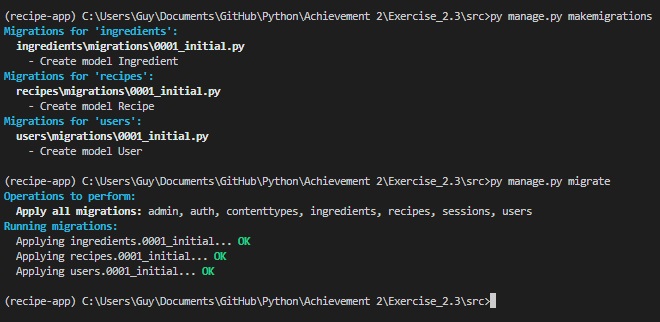 (recipe-app) C:\Users\Guy\Documents\GitHub\Python\Achievement 2\Exercise_2.3\src>py manage.py makemigrations
Migrations for 'ingredients':
  ingredients\migrations\0001_initial.py
    - Create model Ingredient
Migrations for 'recipes':
  recipes\migrations\0001_initial.py
    - Create model Recipe
Migrations for 'users':
  users\migrations\0001_initial.py
    - Create model User
(recipe-app) C:\Users\Guy\Documents\GitHub\Python\Achievement 2\Exercise_2.3\src>py manage.py migrate
Operations to perform:
  Apply all migrations: admin, auth, contenttypes, ingredients, recipes, sessions, users
Running migrations:
  Applying ingredients.0001_initial... OK
  Applying recipes.0001_initial... OK
  Applying users.0001_initial... OK
(recipe-app) C:\Users\Guy\Documents\GitHub\Python\Achievement 2\Exercise_2.3\src>